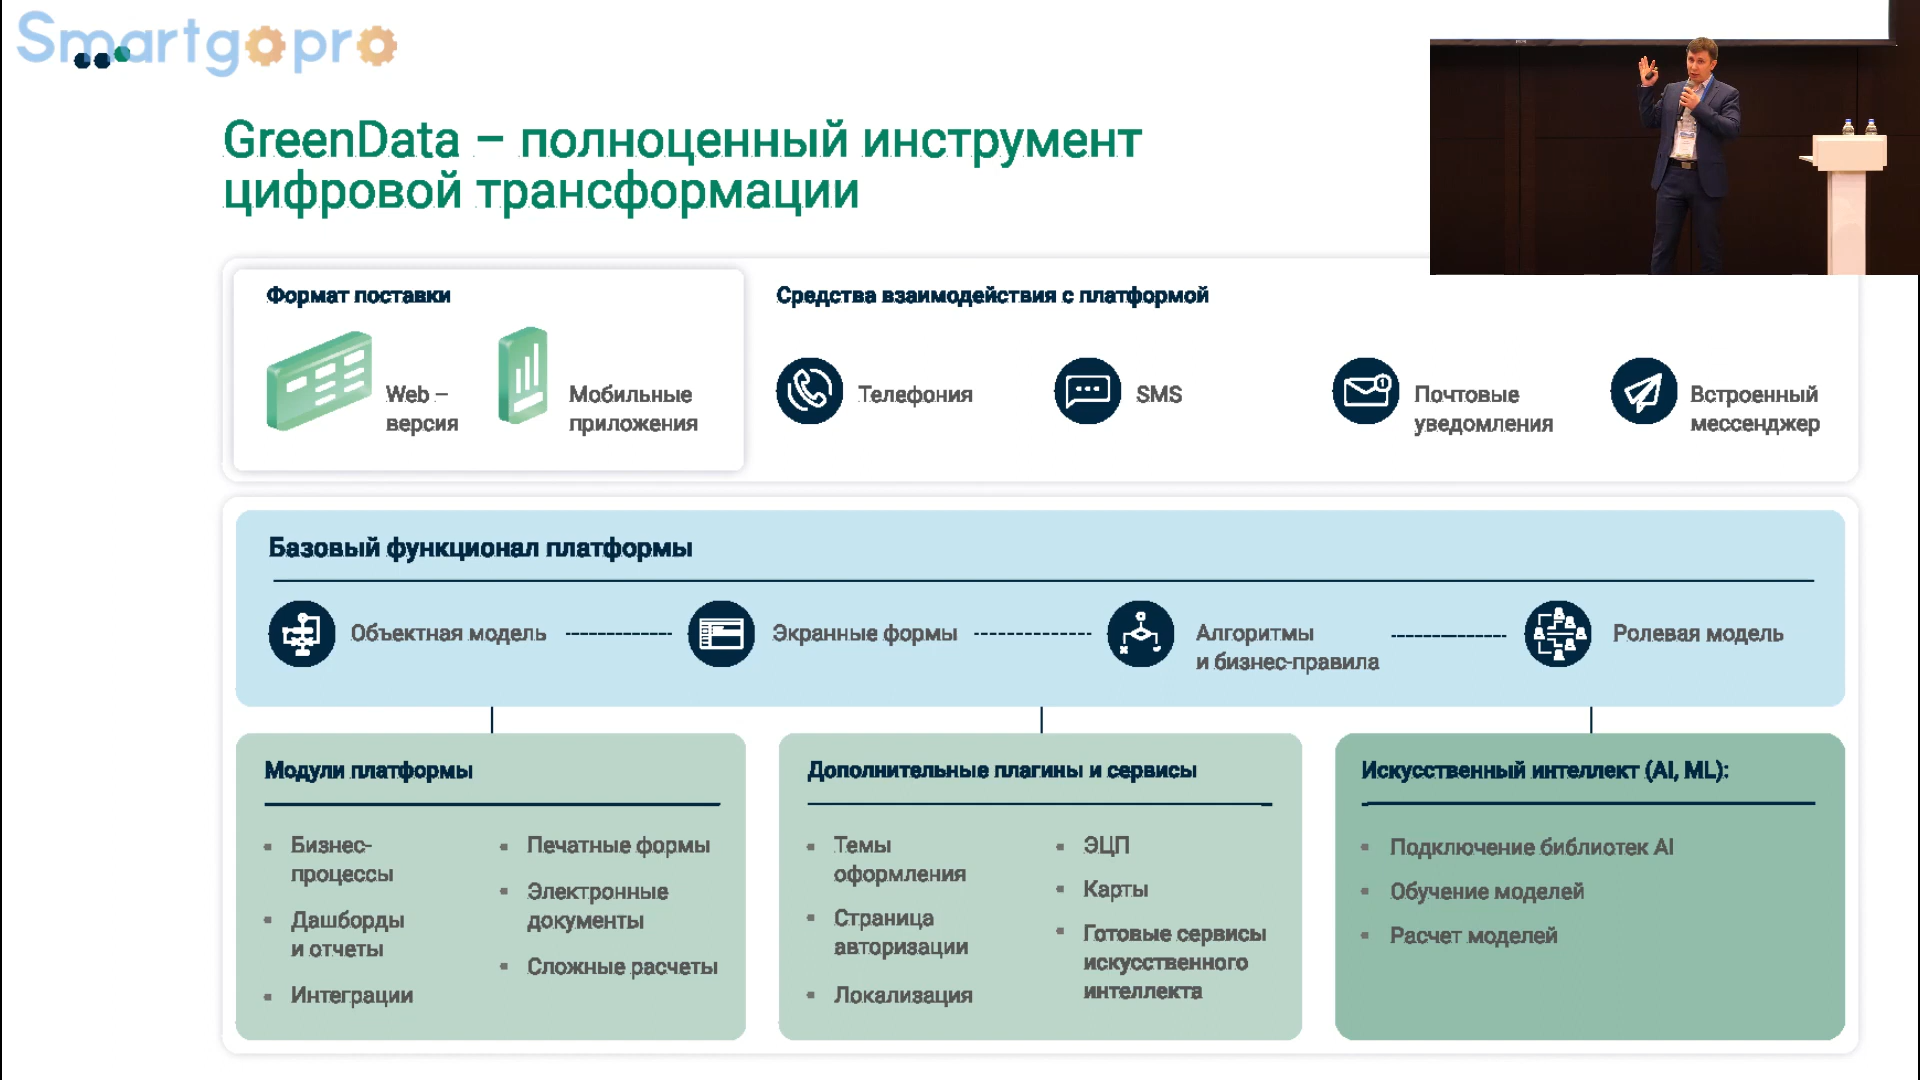 Smartgopro
GreenData – полноценный инструмент
цифровой трансформации
Формат поставки
Web –
версия
Мобильные
приложения
Средства взаимодействия с платформой
Телефония
SMS
1
Почтовые
уведомления
Встроенный
мессенджер
Базовый функционал платформы
Объектная модель
Экранные формы
Алгоритмы
и бизнес-правила
Ролевая модель
Модули платформы
Бизнес-
процессы
Дашборды
и отчеты
Интеграции
Печатные формы
Электронные
документы
Сложные расчеты
Дополнительные плагины и сервисы
Темы
оформления
Страница
авторизации
Локализация
ЭЦП
Карты
Готовые сервисы
искусственного
интеллекта
Искусственный интеллект (AI, ML):
Подключение библиотек AI
Обучение моделей
Расчет моделей